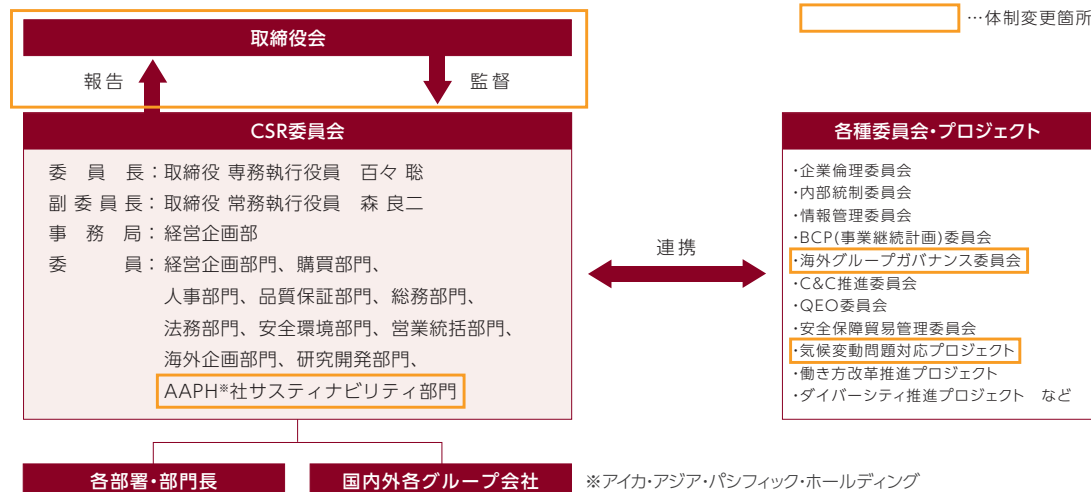 …体制変更箇所
取締役会
報告
監督
CSR委員会
委員長：取締役 専務執行役員 百々 聡
副委員長：取締役 常務執行役員 森 良二
事務局：経営企画部
委員：経営企画部門、購買部門、
人事部門、品質保証部門、総務部門、
法務部門、安全環境部門、営業統括部門、
海外企画部門、研究開発部門、
AAPH※社サスティナビリティ部門
連携
各種委員会・プロジェクト
・企業倫理委員会
・内部統制委員会
・情報管理委員会
・BCP(事業継続計画)委員会
・海外グループガバナンス委員会
・C&C推進委員会
・QEO委員会
・安全保障貿易管理委員会
・気候変動問題対応プロジェクト
・働き方改革推進プロジェクト
・ダイバーシティ推進プロジェクト など
各部署・部門長
国内外各グループ会社
※アイカ・アジア・パシフィック・ホールディング